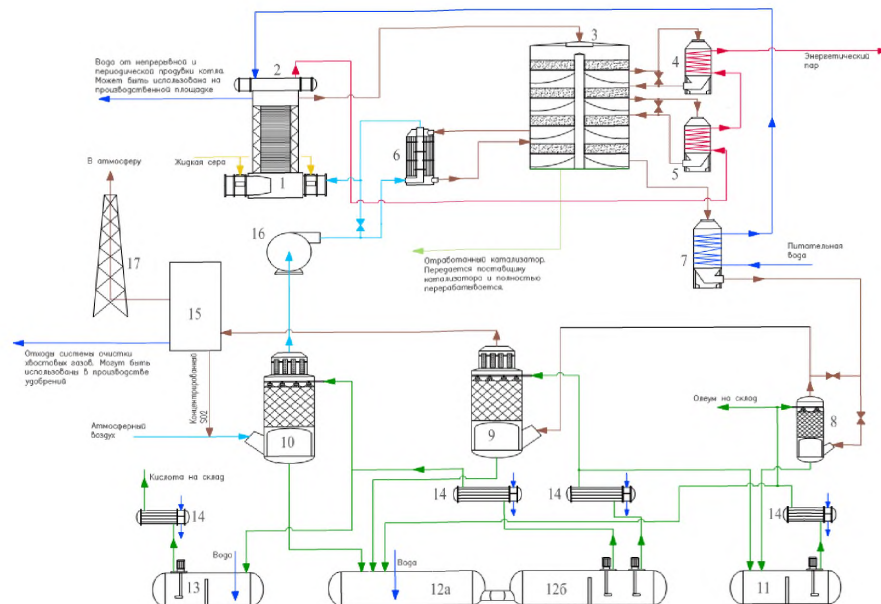 Вода от непреравной и
периодической продувки котла.
Может быть использована на
производственной площадке
2
3
4
Энергетический
пар
В атмосферу
Жидкая сера
1
6
5
16
17
Отработанный катализатор.
Передается поставщику
катализатора и полностью
перерабатывается.
7
Питательная
вода
15
Отходы системы очистки
хвостовых газов. Могут быть
использованы в производстве
удобрений
Концентрированный
SO2
Атмосферный
воздух
10
9
Олеум на склад
8
Кислота на склад
14
14
14
14
Вода
Вода
13
12а
12б
11